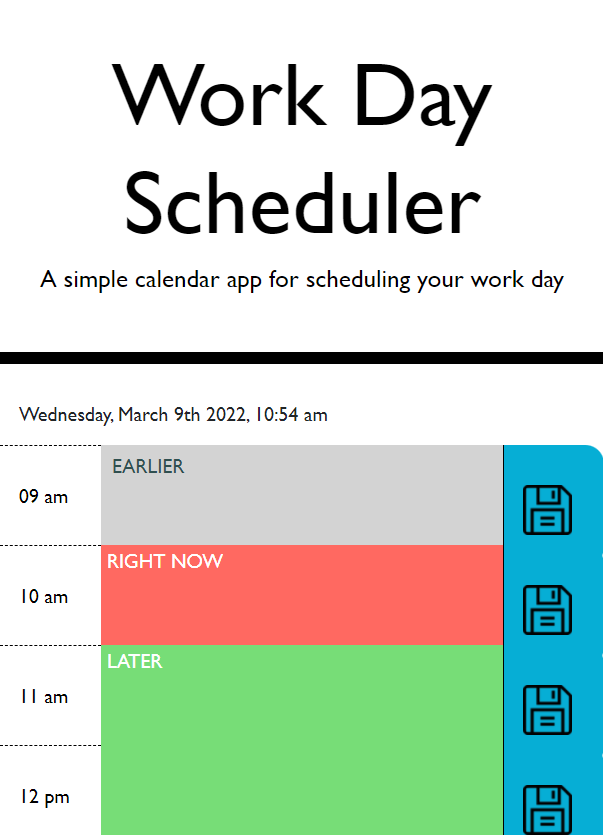 Work Day
Scheduler
A simple calendar app for scheduling your work day
Wednesday, March 9th 2022, 10:54 am
EARLIER
09 am
RIGHT NOW
10 am
LATER
11 am
12 pm